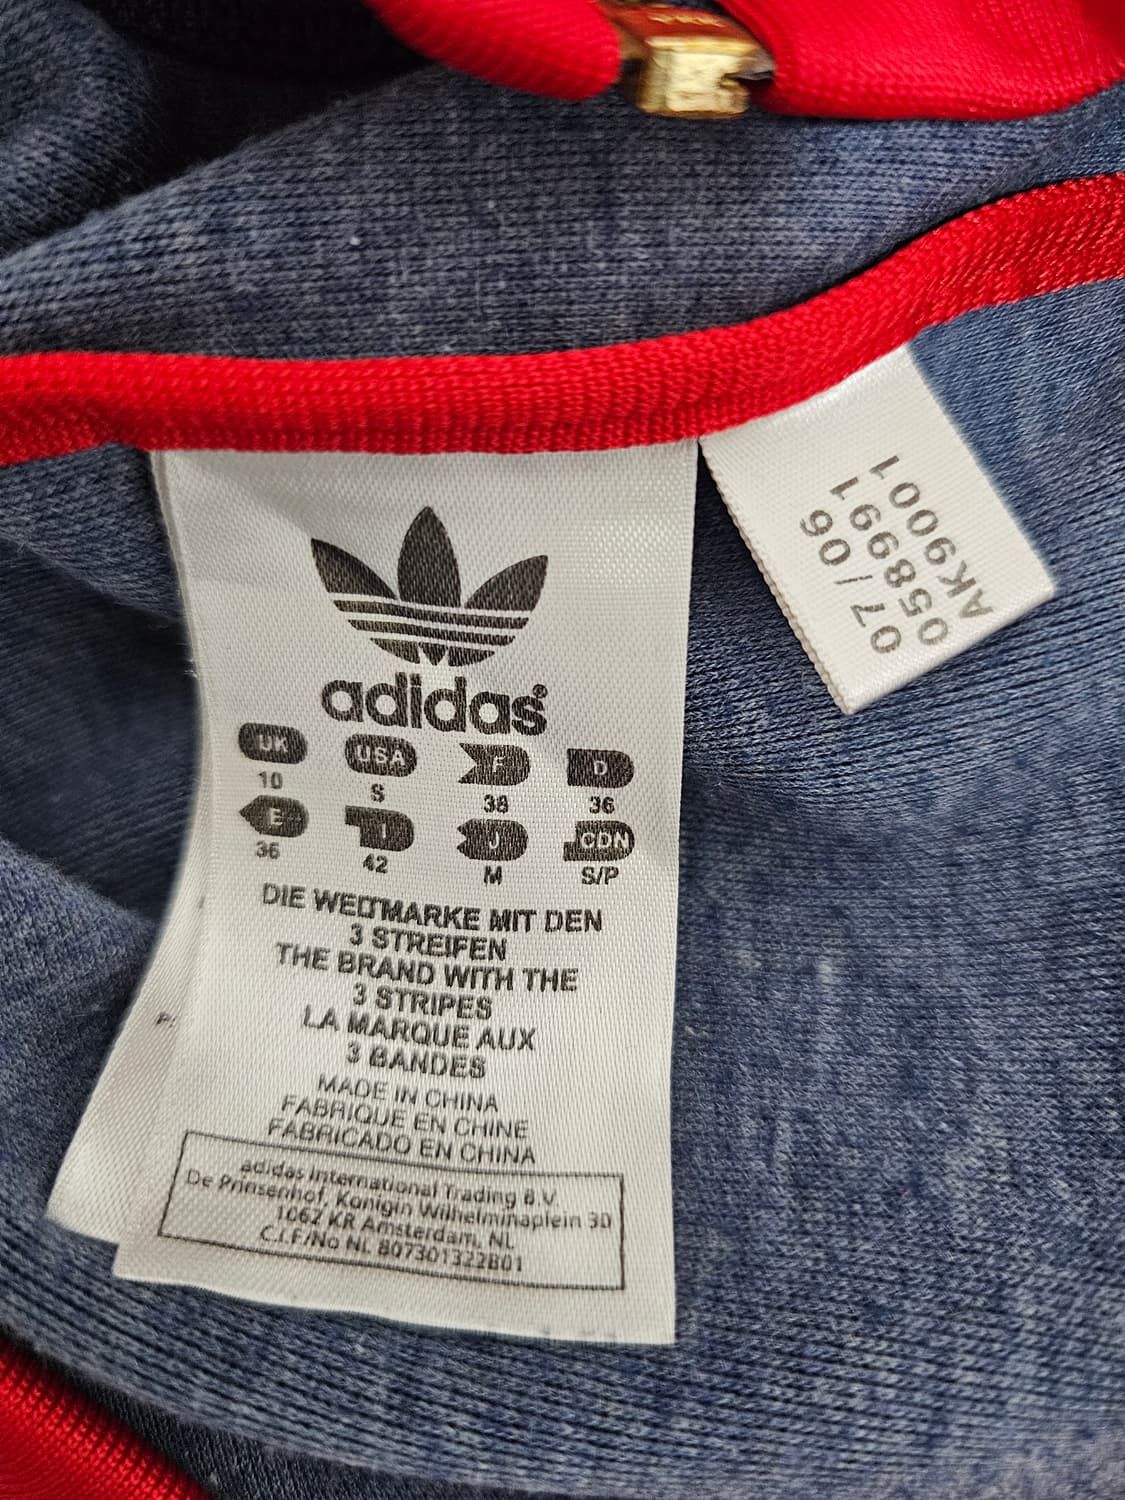 adidas®
UK USA F D
10 S 38 36
E I J CDN
36 42 M S/P
DIE WELTMARKE MIT DEN
3 STREIFEN
THE BRAND WITH THE
3 STRIPES
LA MARQUE AUX
3 BANDES
MADE IN CHINA
FABRIQUE EN CHINE
FABRICADO EN CHINA
adidas International Trading B.V.
De Prinsenhof, Konigin Wilhelminaplein 30
1062 KR Amsterdam, NL
C.I.F/No NL 807301322B01
07/06
058991
AK9001